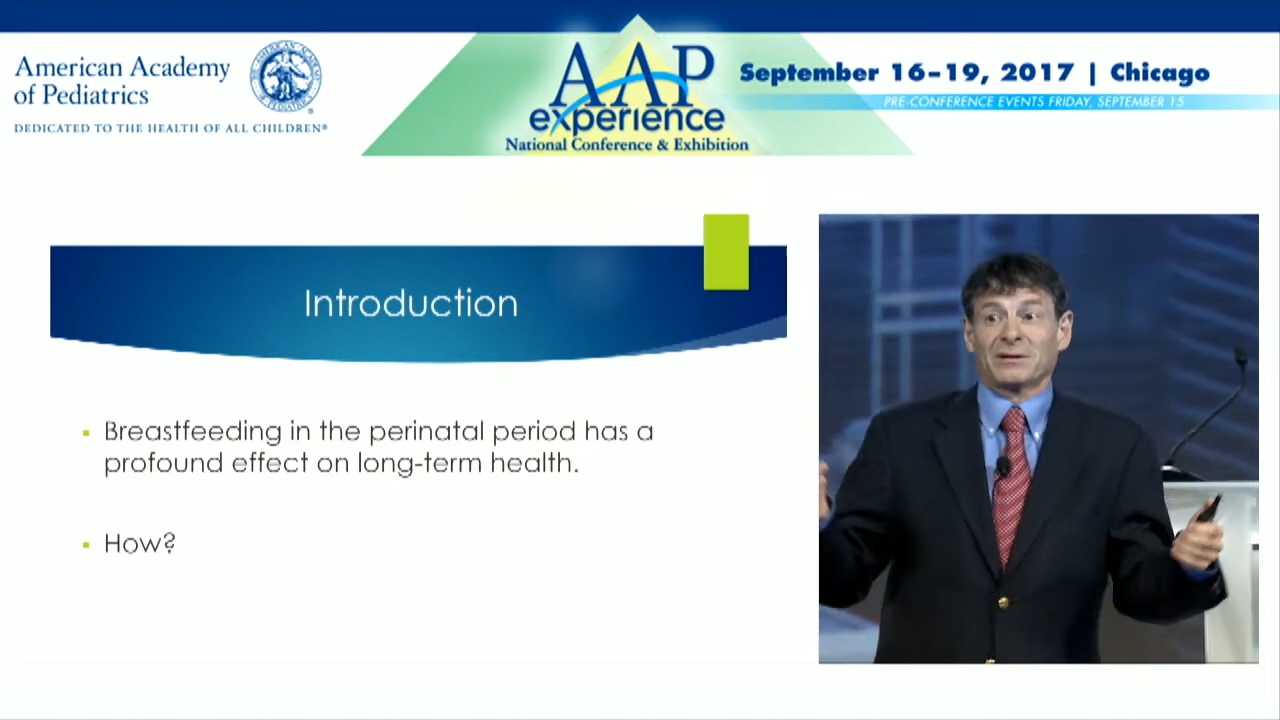 American Academy
of Pediatrics
DEDICATED TO THE HEALTH OF ALL CHILDREN®
AAP
experience
National Conference & Exhibition
September 16–19, 2017 | Chicago
PRE-CONFERENCE EVENTS FRIDAY, SEPTEMBER 15
Introduction
▪ Breastfeeding in the perinatal period has a
profound effect on long-term health.
▪ How?